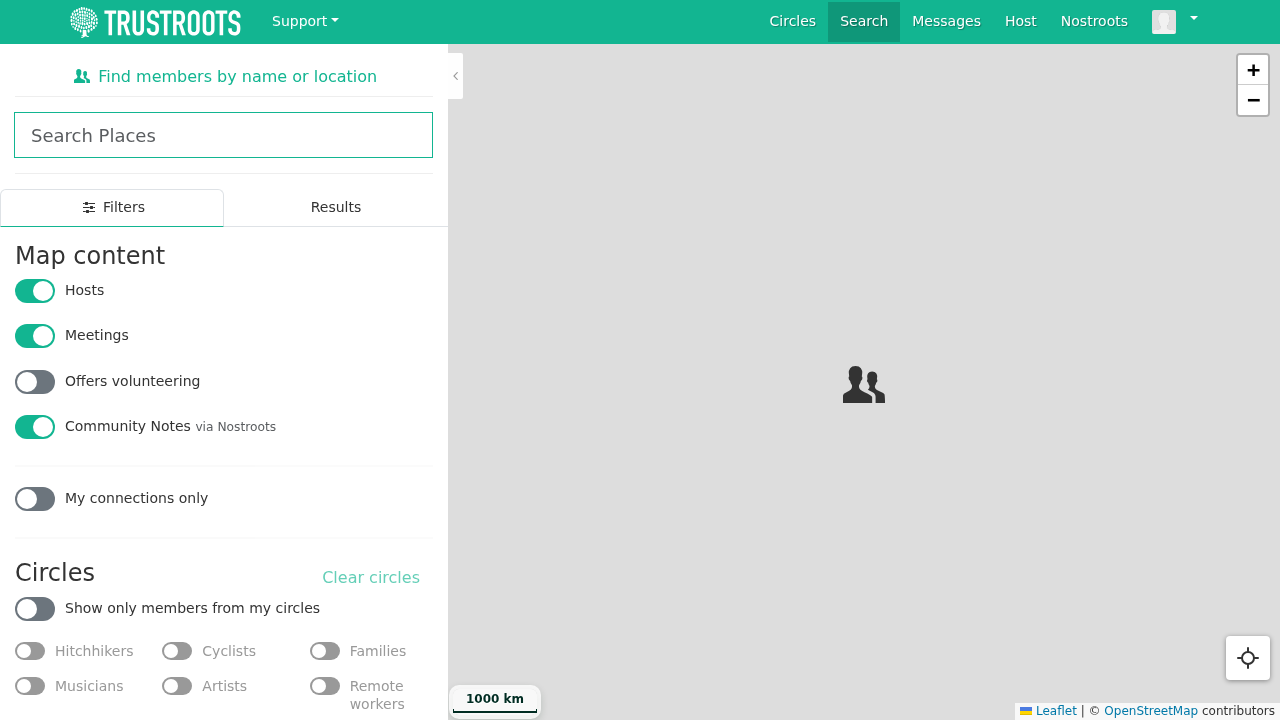 TRUSTROOTS
Support
Circles
Search
Messages
Host
Nostroots
Find members by name or location
Search Places
Filters
Results
Map content
Hosts
Meetings
Offers volunteering
Community Notes via Nostroots
My connections only
Circles
Clear circles
Show only members from my circles
Hitchhikers
Cyclists
Families
Musicians
Artists
Remote
workers
+
−
1000 km
Leaflet | © OpenStreetMap contributors